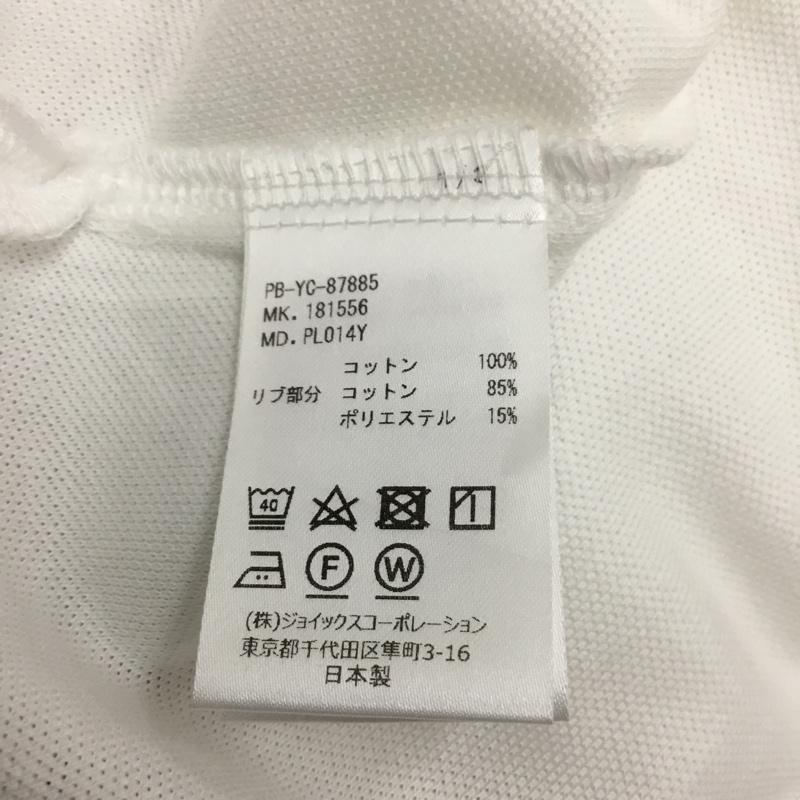 PB-YC-87885
MK. 181556
MD. PL014Y
コットン 100%
リブ部分 コットン 85%
ポリエステル 15%
40
F W
(株)ジョイックスコーポレーション
東京都千代田区隼町3-16
日本製